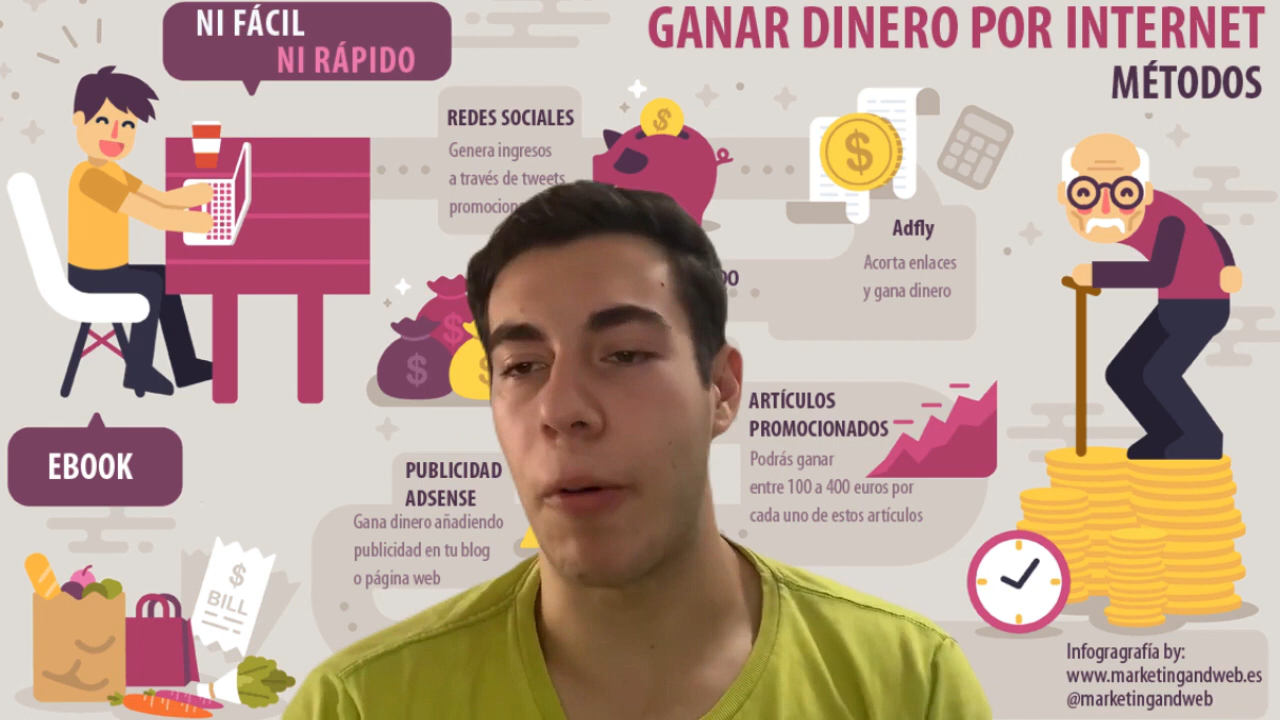 NI FÁCIL
NI RÁPIDO
GANAR DINERO POR INTERNET
MÉTODOS
REDES SOCIALES
Genera ingresos
a través de tweets
$
$
Adfly
Acorta enlaces
y gana dinero
$
$
EBOOK
PUBLICIDAD
ADSENSE
Gana dinero añadiendo
publicidad en tu blog
o página web
ARTÍCULOS
PROMOCIONADOS
Podrás ganar
entre 100 a 400 euros por
cada uno de estos artículos
$
BILL
Infogragrafía by:
www.marketingandweb.es
@marketingandweb